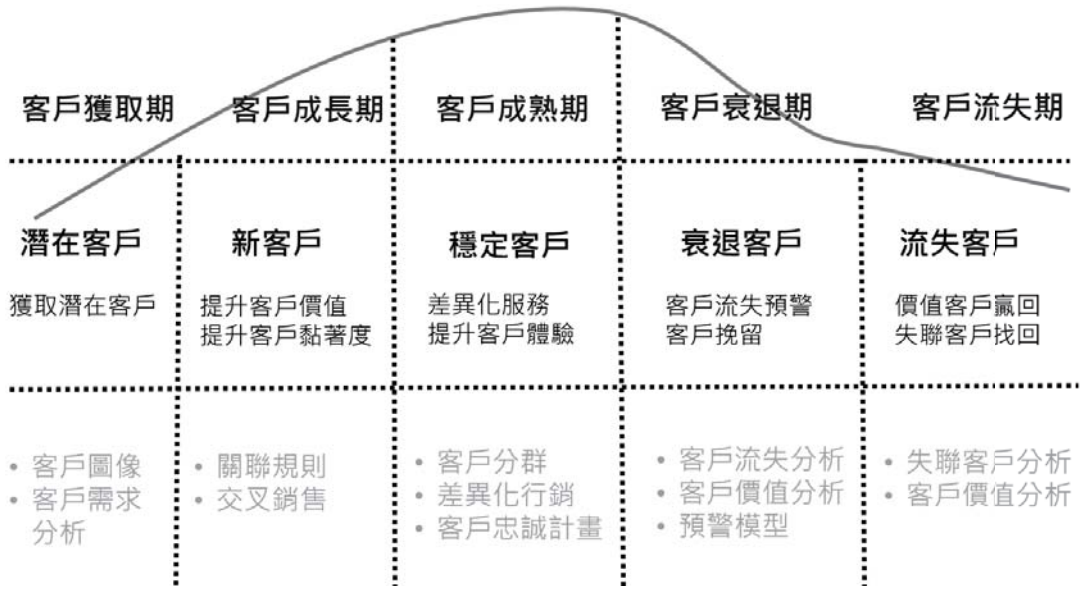 客戶獲取期
客戶成長期
客戶成熟期
客戶衰退期
客戶流失期
潛在客戶
新客戶
穩定客戶
衰退客戶
流失客戶
獲取潛在客戶
提升客戶價值
提升客戶黏著度
差異化服務
提升客戶體驗
客戶流失預警
客戶挽留
價值客戶贏回
失聯客戶找回
• 客戶圖像
• 客戶需求
分析
• 關聯規則
• 交叉銷售
• 客戶分群
• 差異化行銷
• 客戶忠誠計畫
• 客戶流失分析
• 客戶價值分析
• 預警模型
• 失聯客戶分析
• 客戶價值分析